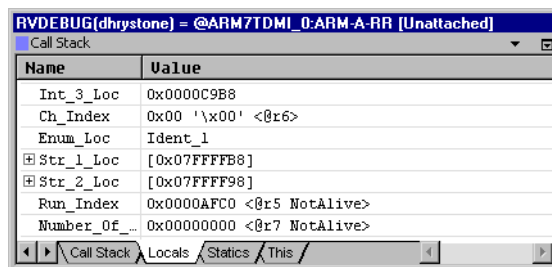 RVDEBUG(dhrystone) = @ARM7TDMI_0:ARM-A-RR [Unattached]
Call Stack
Name Value
Int_3_Loc 0x0000C9B8
Ch_Index 0x00 '\x00' <@r6>
Enum_Loc Ident_1
Str_1_Loc [0x07FFFFB8]
Str_2_Loc [0x07FFFF98]
Run_Index 0x0000AFC0 <@r5 NotAlive>
Number_Of_… 0x00000000 <@r7 NotAlive>
Call Stack Locals Statics This